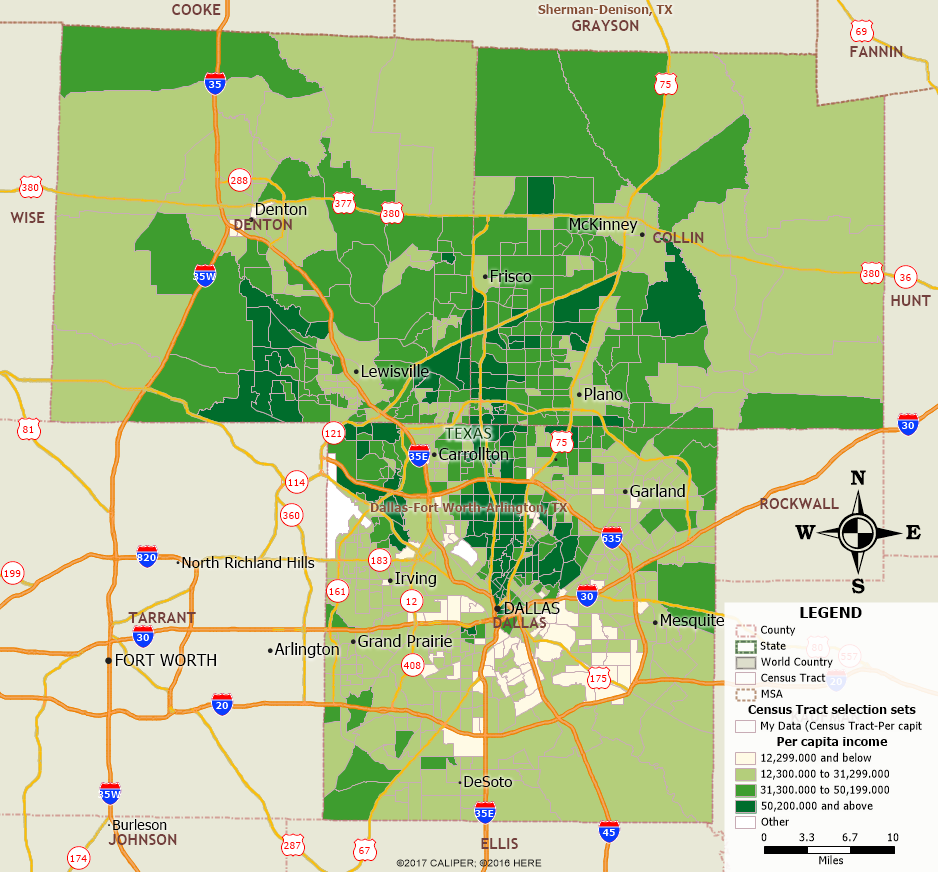 COOKE
Sherman-Denison, TX
GRAYSON
69
FANNIN
35
75
288
380
377
380
WISE
Denton
DENTON
McKinney
COLLIN
35W
Frisco
380
36
HUNT
Lewisville
Plano
81
121
TEXAS
75
30
35E
Carrollton
114
Garland
N
Dallas-Fort Worth-Arlington, TX
ROCKWALL
360
W
E
635
820
North Richland Hills
183
S
199
Irving
161
12
30
DALLAS
DALLAS
TARRANT
Mesquite
30
Arlington
Grand Prairie
FORT WORTH
408
175
20
DeSoto
35W
35E
Burleson
JOHNSON
45
287
67
ELLIS
174
©2017 CALIPER; ©2016 HERE
LEGEND
County
State
World Country
Census Tract
MSA
Census Tract selection sets
My Data (Census Tract-Per capit
Per capita income
12,299.000 and below
12,300.000 to 31,299.000
31,300.000 to 50,199.000
50,200.000 and above
Other
0 3.3 6.7 10
Miles
80
557
20